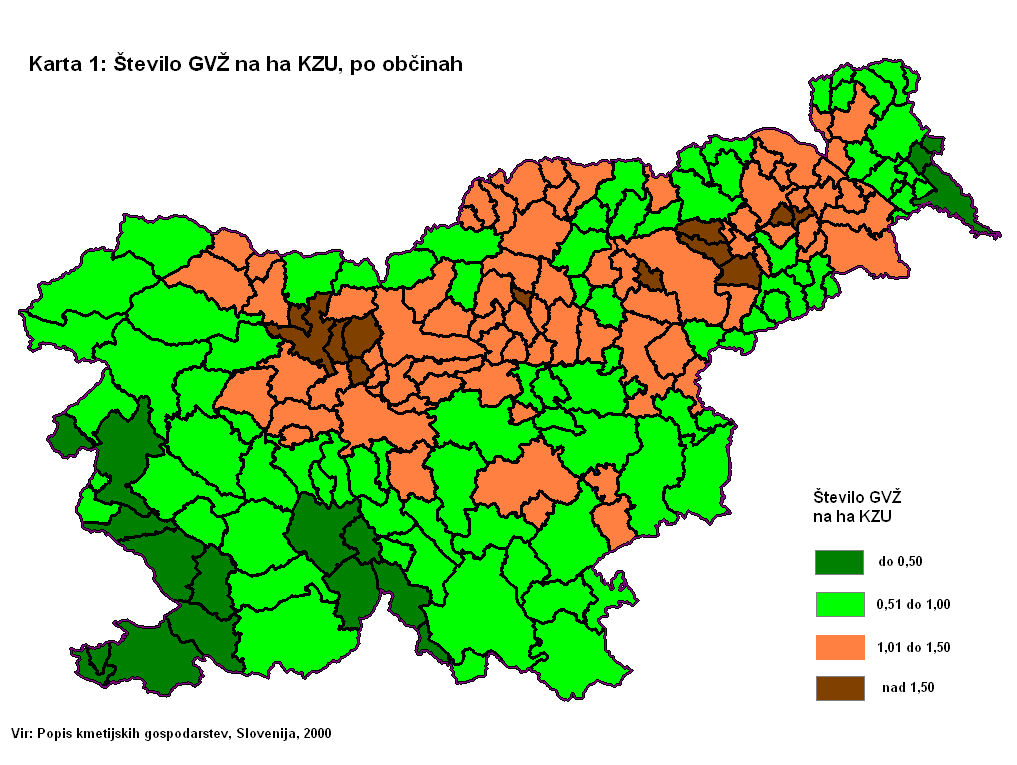 Karta 1: Število GVŽ na ha KZU, po občinah
Število GVŽ
na ha KZU
do 0,50
0,51 do 1,00
1,01 do 1,50
nad 1,50
Vir: Popis kmetijskih gospodarstev, Slovenija, 2000